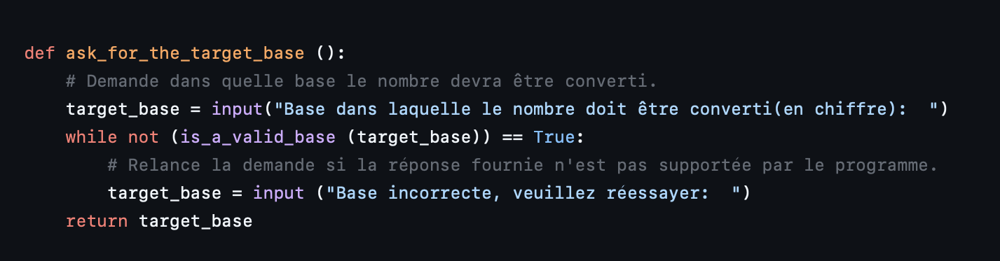 def ask_for_the_target_base ():
    # Demande dans quelle base le nombre devra être converti.
    target_base = input("Base dans laquelle le nombre doit être converti(en chiffre):  ")
    while not (is_a_valid_base (target_base)) == True:
        # Relance la demande si la réponse fournie n'est pas supportée par le programme.
        target_base = input ("Base incorrecte, veuillez réessayer:  ")
    return target_base